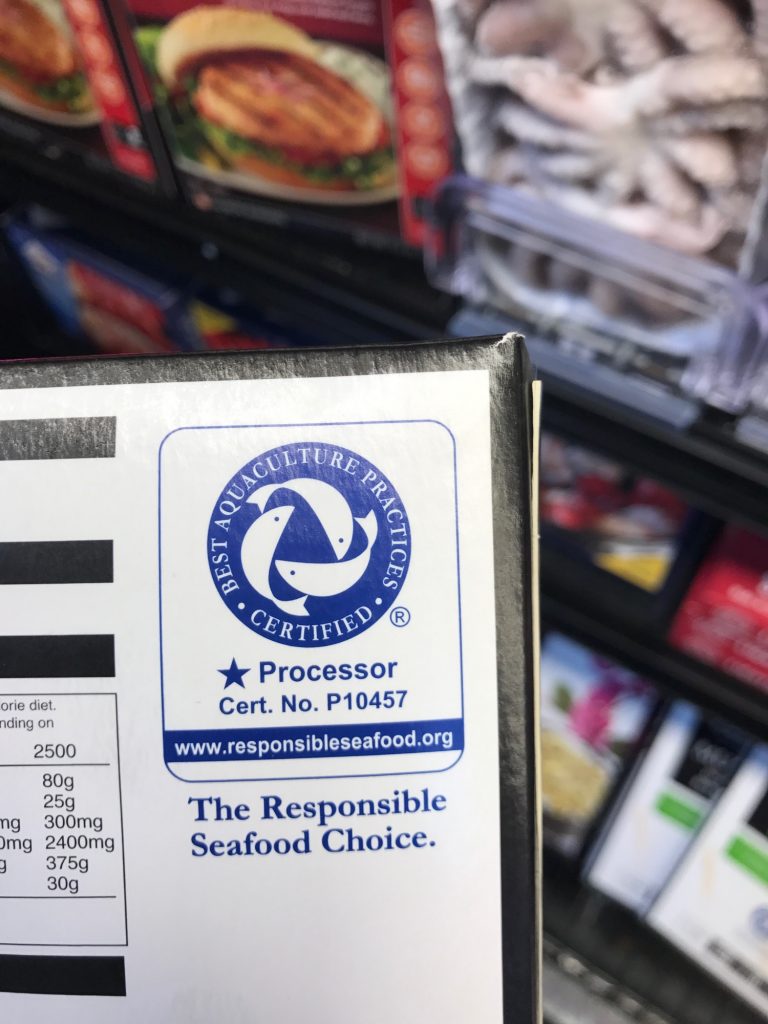 BEST AQUACULTURE PRACTICES
• CERTIFIED •
®
★ Processor
Cert. No. P10457
www.responsibleseafood.org
The Responsible
Seafood Choice.
orie diet.
nding on
2500
80g
25g
mg 300mg
0mg 2400mg
g 375g
30g